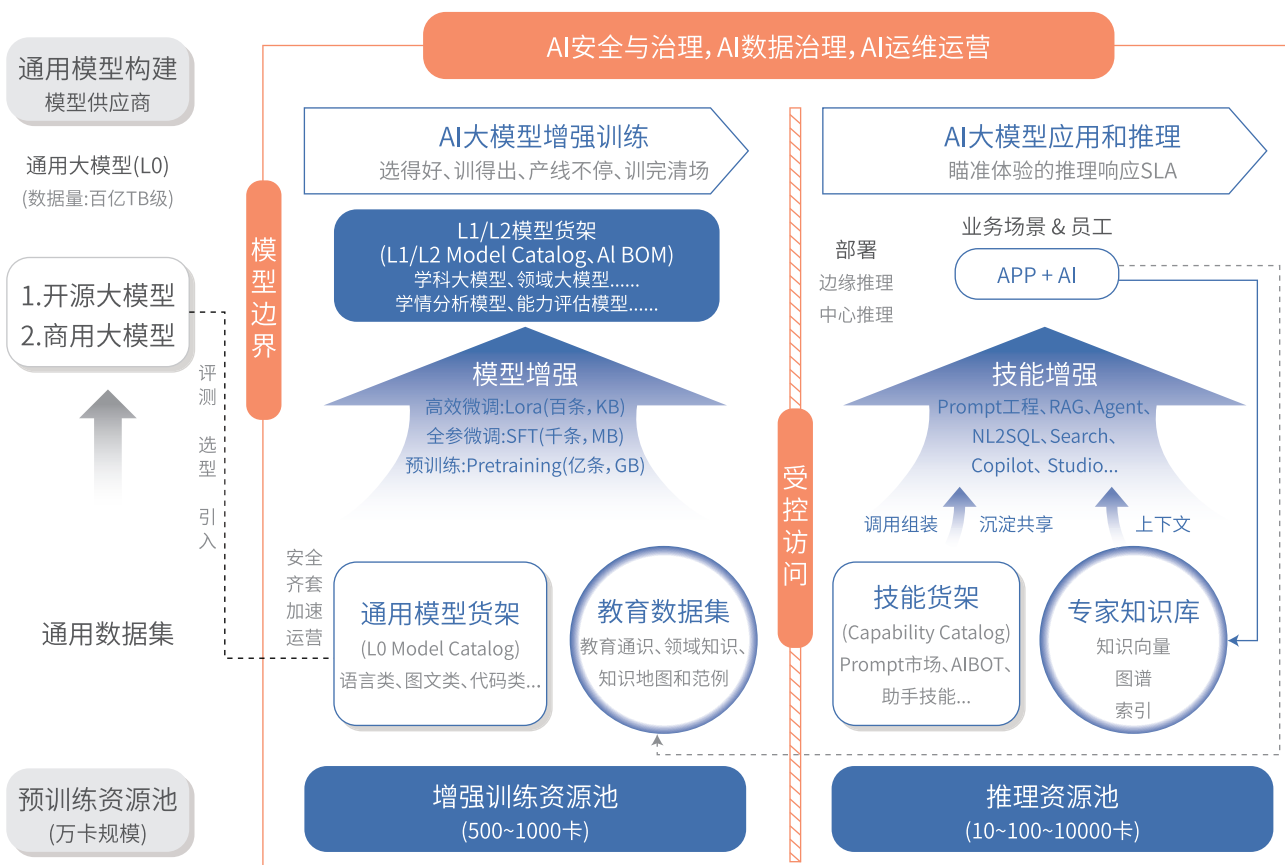 AI安全与治理，AI数据治理，AI运维运营
通用模型构建
模型供应商
通用大模型(L0)
(数据量:百亿TB级)
1.开源大模型
2.商用大模型
评测 选型 引入
通用数据集
预训练资源池
(万卡规模)
模型边界
AI大模型增强训练
选得好、训得出、产线不停、训完清场
L1/L2模型货架
(L1/L2 Model Catalog、AI BOM)
学科大模型、领域大模型......
学情分析模型、能力评估模型......
模型增强
高效微调:Lora(百条，KB)
全参微调:SFT(千条，MB)
预训练:Pretraining(亿条，GB)
安全
齐套
加速
运营
通用模型货架
(L0 Model Catalog)
语言类、图文类、代码类...
教育数据集
教育通识、领域知识、
知识地图和范例
增强训练资源池
(500~1000卡)
受控访问
AI大模型应用和推理
瞄准体验的推理响应SLA
业务场景 & 员工
部署
边缘推理
中心推理
APP + AI
技能增强
Prompt工程、RAG、Agent、
NL2SQL、Search、
Copilot、Studio...
调用组装
沉淀共享
上下文
技能货架
(Capability Catalog)
Prompt市场、AIBOT、
助手技能...
专家知识库
知识向量
图谱
索引
推理资源池
(10~100~10000卡)